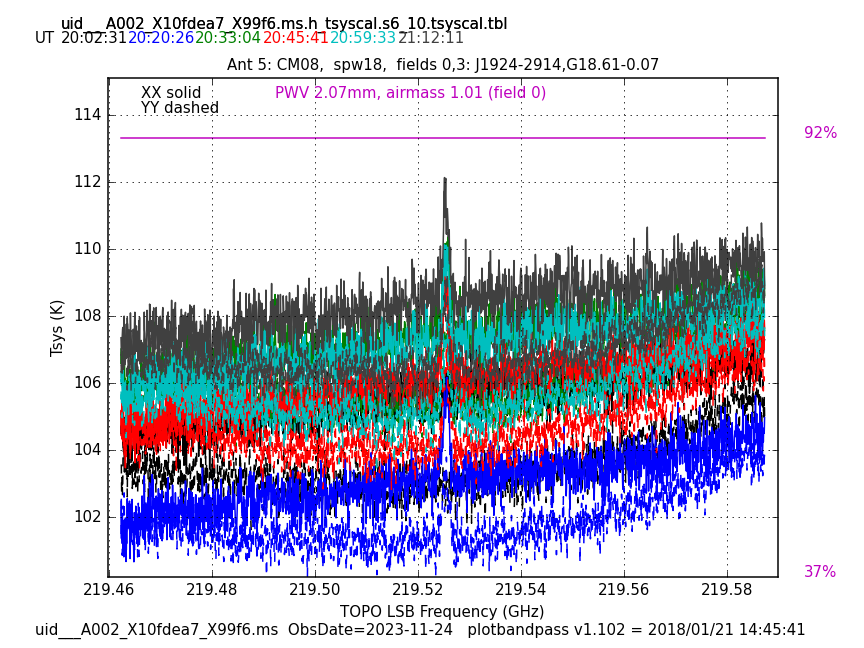 uid___A002_X10fdea7_X99f6.ms.h_tsyscal.s6_10.tsyscal.tbl
UT 20:02:31 20:20:26 20:33:04 20:45:41 20:59:33 21:12:11
Ant 5: CM08, spw18, fields 0,3: J1924-2914,G18.61-0.07
XX solid PWV 2.07mm, airmass 1.01 (field 0)
YY dashed
92%
114
112
110
108
106
104
102
Tsys (K)
37%
219.46 219.48 219.50 219.52 219.54 219.56 219.58
TOPO LSB Frequency (GHz)
uid___A002_X10fdea7_X99f6.ms ObsDate=2023-11-24 plotbandpass v1.102 = 2018/01/21 14:45:41